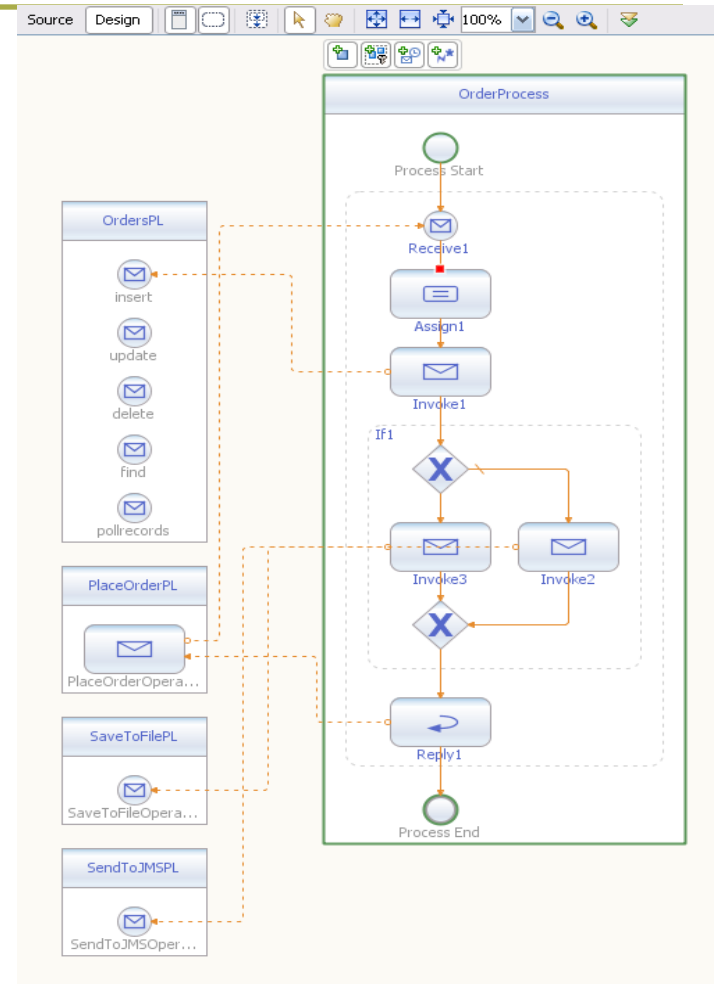 Source
Design
100%
OrderProcess
Process Start
OrdersPL
Receive1
insert
Assign1
update
delete
Invoke1
find
If1
pollrecords
Invoke3
Invoke2
PlaceOrderPL
PlaceOrderOpera...
SaveToFilePL
Reply1
SaveToFileOpera...
Process End
SendToJMSPL
SendToJMSOper...